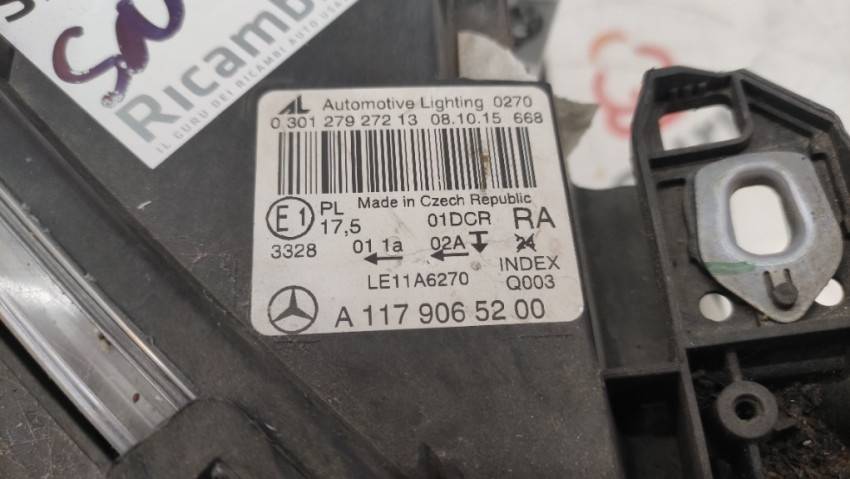 Ricambi
IL GURU DEI RICAMBI AUTO
AL Automotive Lighting 0270
0 301 279 272 13 08.10.15 668
Made in Czech Republic
E1 PL 17,5 01DCR RA
3328 01 1a 02A 24
LE11A6270 INDEX Q003
A 117 906 52 00